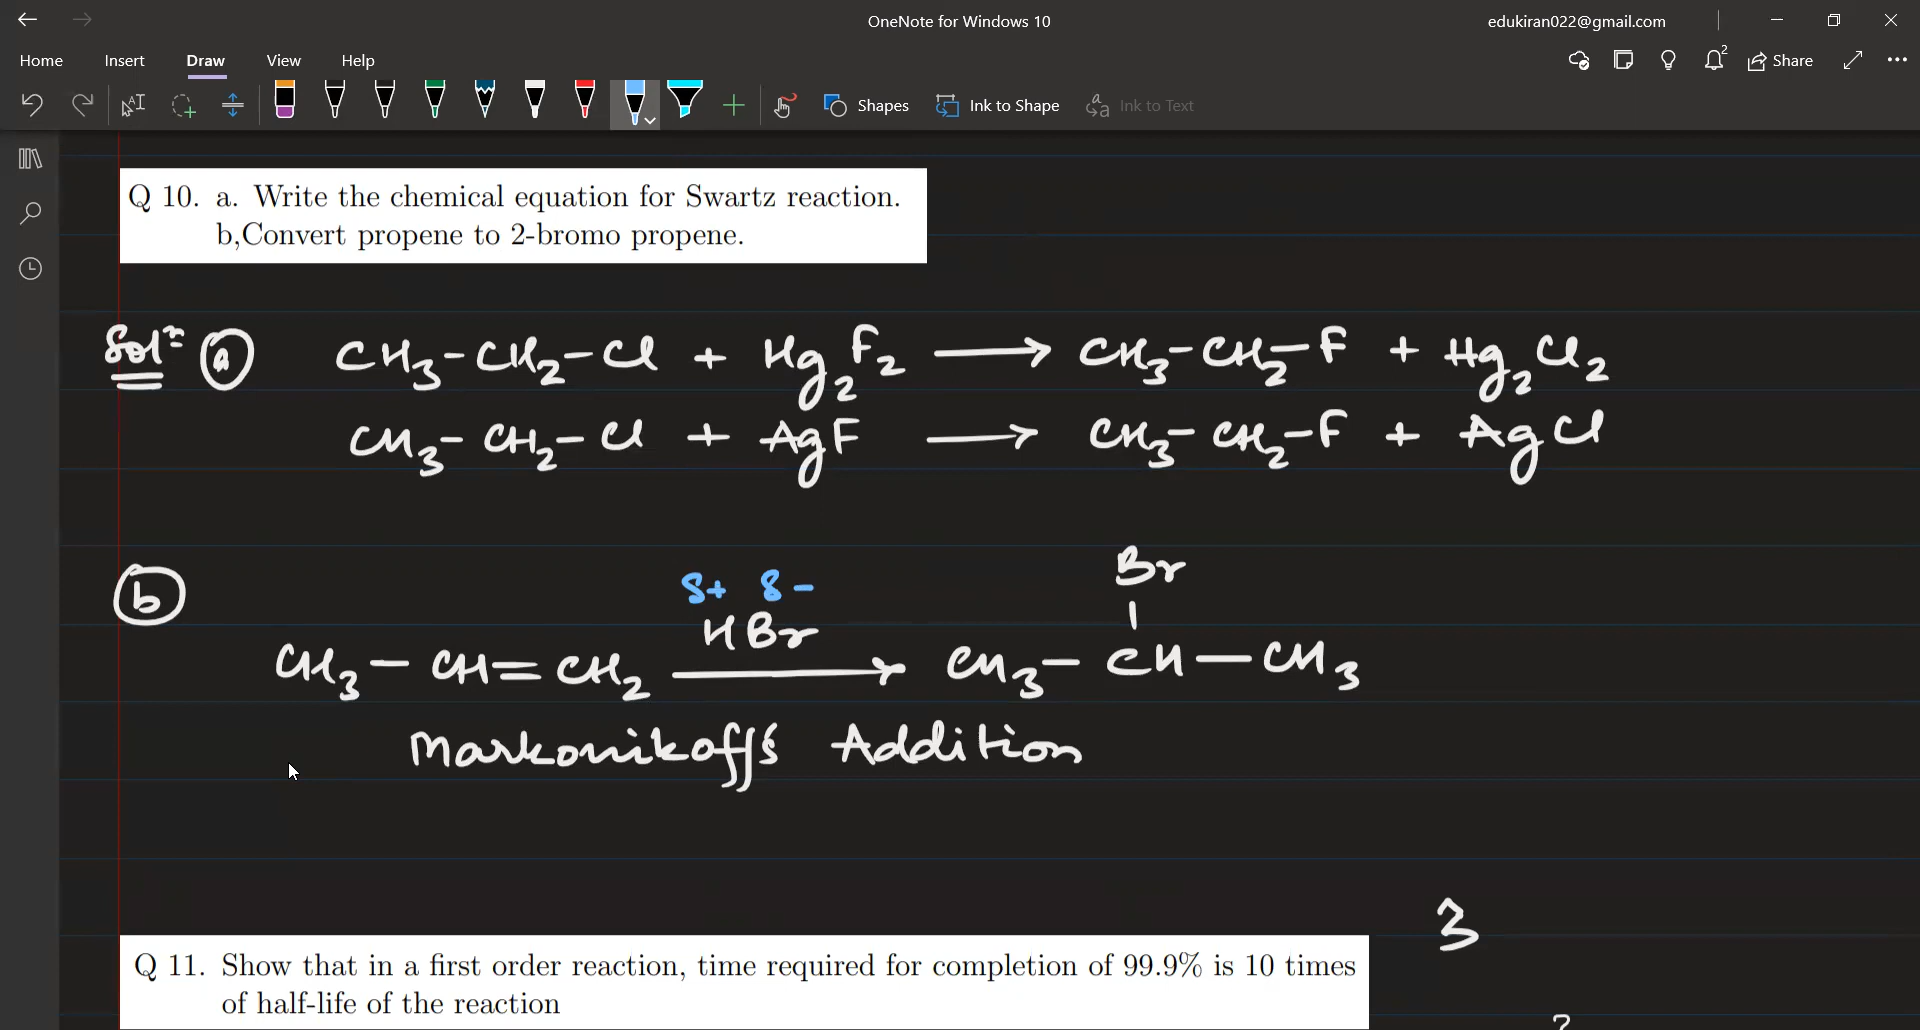 OneNote for Windows 10
edukiran022@gmail.com
Home Insert Draw View Help
2
Share
Shapes Ink to Shape Ink to Text
Q 10. a. Write the chemical equation for Swartz reaction.
b,Convert propene to 2-bromo propene.
Solⁿ (a) CH₃-CH₂-Cl + Hg₂F₂ ⟶ CH₃-CH₂-F + Hg₂Cl₂
CH₃-CH₂-Cl + AgF ⟶ CH₃-CH₂-F + AgCl
(b)
δ+ δ- Br
HBr |
CH₃-CH=CH₂ ⟶ CH₃-CH-CH₃
Markonikoffs Addition
3
Q 11. Show that in a first order reaction, time required for completion of 99.9% is 10 times
of half-life of the reaction